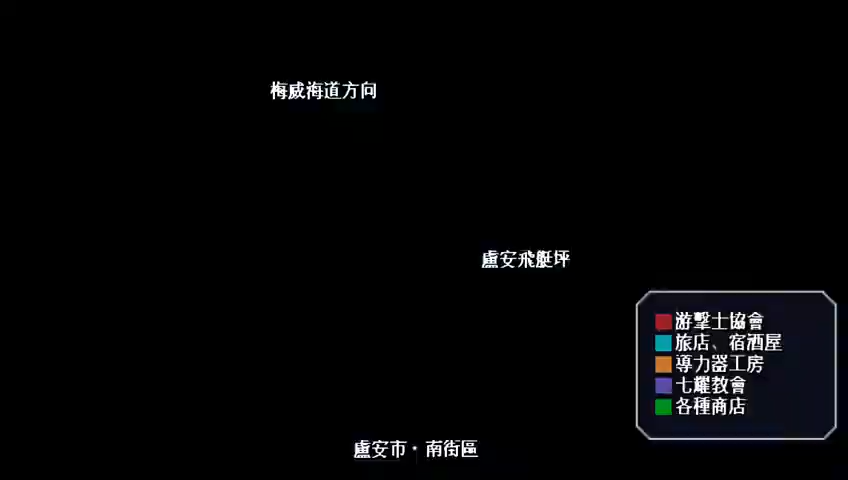 梅威海道方向
盧安飛艇坪
游擊士協會
旅店、宿酒屋
導力器工房
七耀教會
各種商店
盧安市·南街區